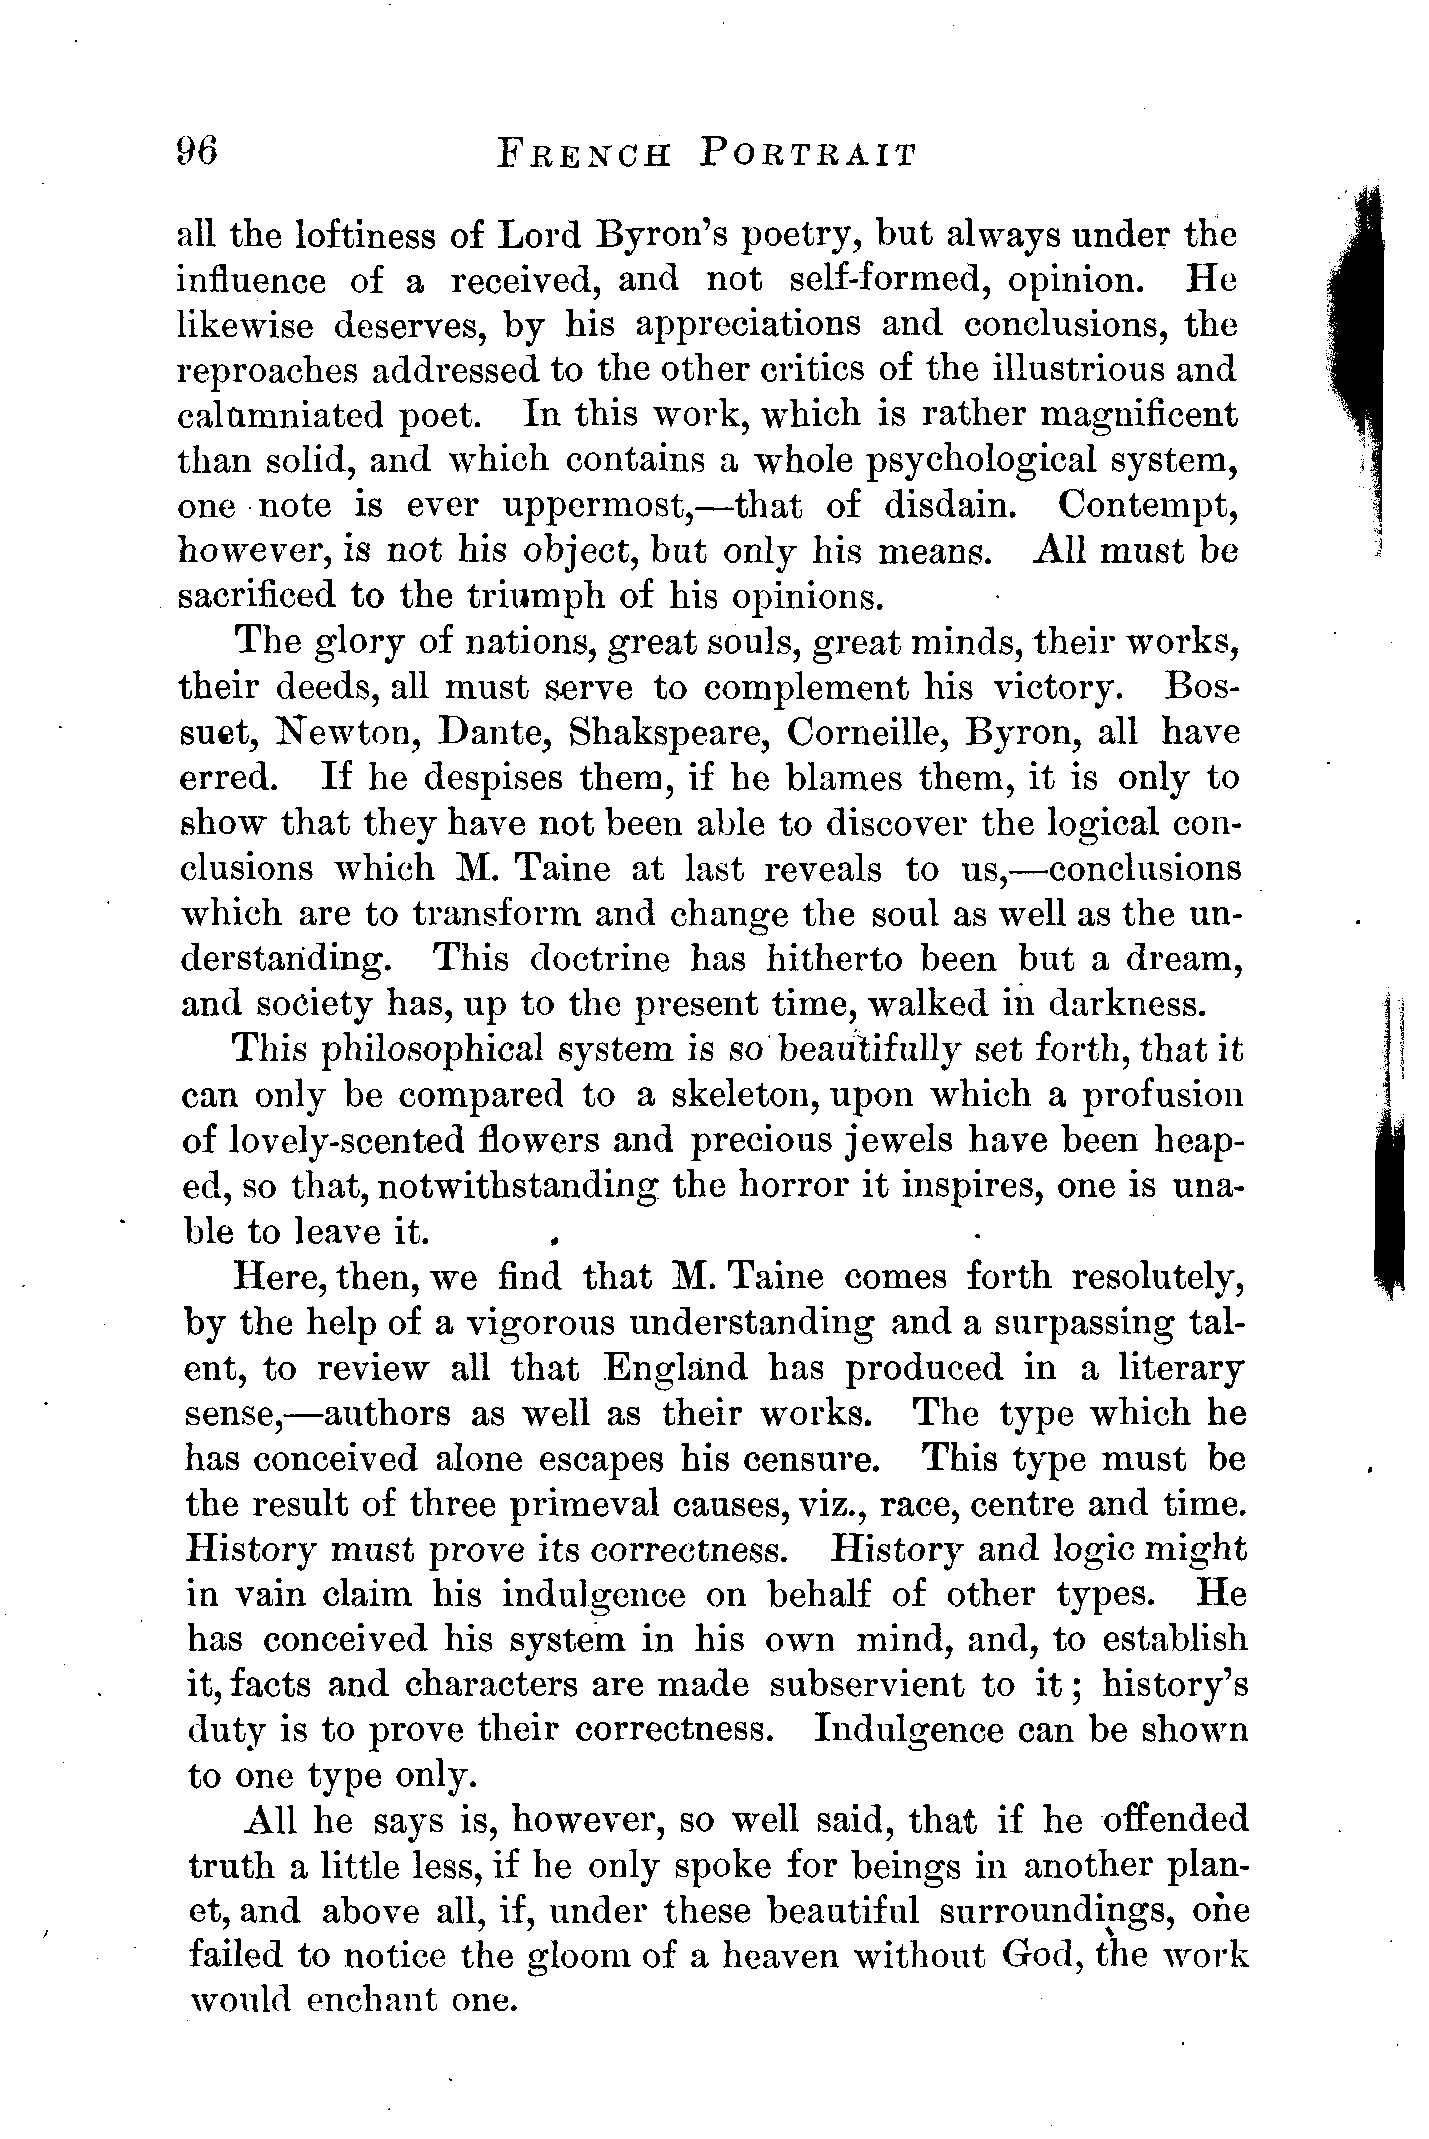 96 FRENCH PORTRAIT
all the loftiness of Lord Byron's poetry, but always under the
influence of a received, and not self-formed, opinion. He
likewise deserves, by his appreciations and conclusions, the
reproaches addressed to the other critics of the illustrious and
calumniated poet. In this work, which is rather magnificent
than solid, and which contains a whole psychological system,
one note is ever uppermost,—that of disdain. Contempt,
however, is not his object, but only his means. All must be
sacrificed to the triumph of his opinions.
The glory of nations, great souls, great minds, their works,
their deeds, all must serve to complement his victory. Bos-
suet, Newton, Dante, Shakspeare, Corneille, Byron, all have
erred. If he despises them, if he blames them, it is only to
show that they have not been able to discover the logical con-
clusions which M. Taine at last reveals to us,—conclusions
which are to transform and change the soul as well as the un-
derstanding. This doctrine has hitherto been but a dream,
and society has, up to the present time, walked in darkness.
This philosophical system is so beautifully set forth, that it
can only be compared to a skeleton, upon which a profusion
of lovely-scented flowers and precious jewels have been heap-
ed, so that, notwithstanding the horror it inspires, one is una-
ble to leave it.
Here, then, we find that M. Taine comes forth resolutely,
by the help of a vigorous understanding and a surpassing tal-
ent, to review all that England has produced in a literary
sense,—authors as well as their works. The type which he
has conceived alone escapes his censure. This type must be
the result of three primeval causes, viz., race, centre and time.
History must prove its correctness. History and logic might
in vain claim his indulgence on behalf of other types. He
has conceived his system in his own mind, and, to establish
it, facts and characters are made subservient to it; history's
duty is to prove their correctness. Indulgence can be shown
to one type only.
All he says is, however, so well said, that if he offended
truth a little less, if he only spoke for beings in another plan-
et, and above all, if, under these beautiful surroundings, one
failed to notice the gloom of a heaven without God, the work
would enchant one.